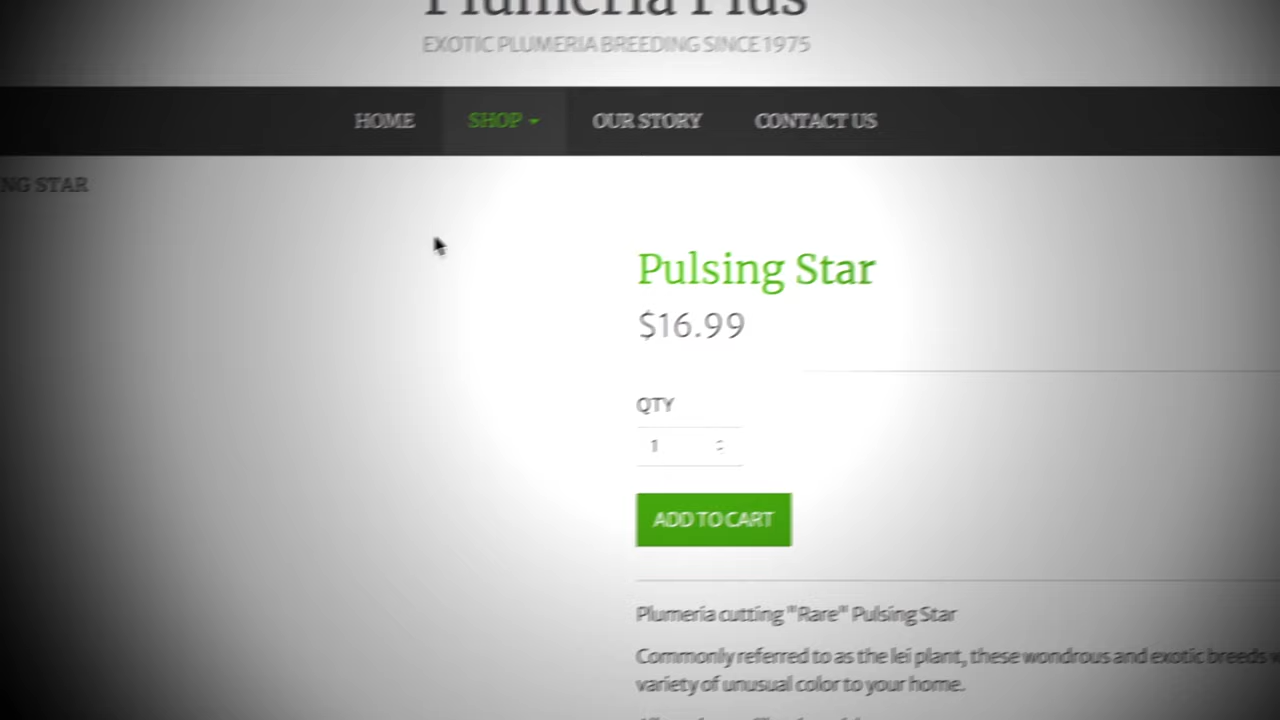 Plumeria Plus
EXOTIC PLUMERIA BREEDING SINCE 1975
HOME SHOP OUR STORY CONTACT US
NG STAR
Pulsing Star
$16.99
QTY
1
ADD TO CART
Plumeria cutting "Rare" Pulsing Star
Commonly referred to as the lei plant, these wondrous and exotic breeds
variety of unusual color to your home.